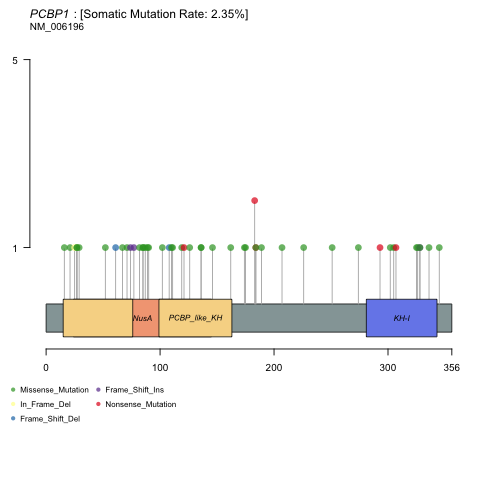 PCBP1 : [Somatic Mutation Rate: 2.35%]
NM_006196
5
1
NusA
PCBP_like_KH
KH-I
0
100
200
300
356
Missense_Mutation
Frame_Shift_Ins
In_Frame_Del
Nonsense_Mutation
Frame_Shift_Del